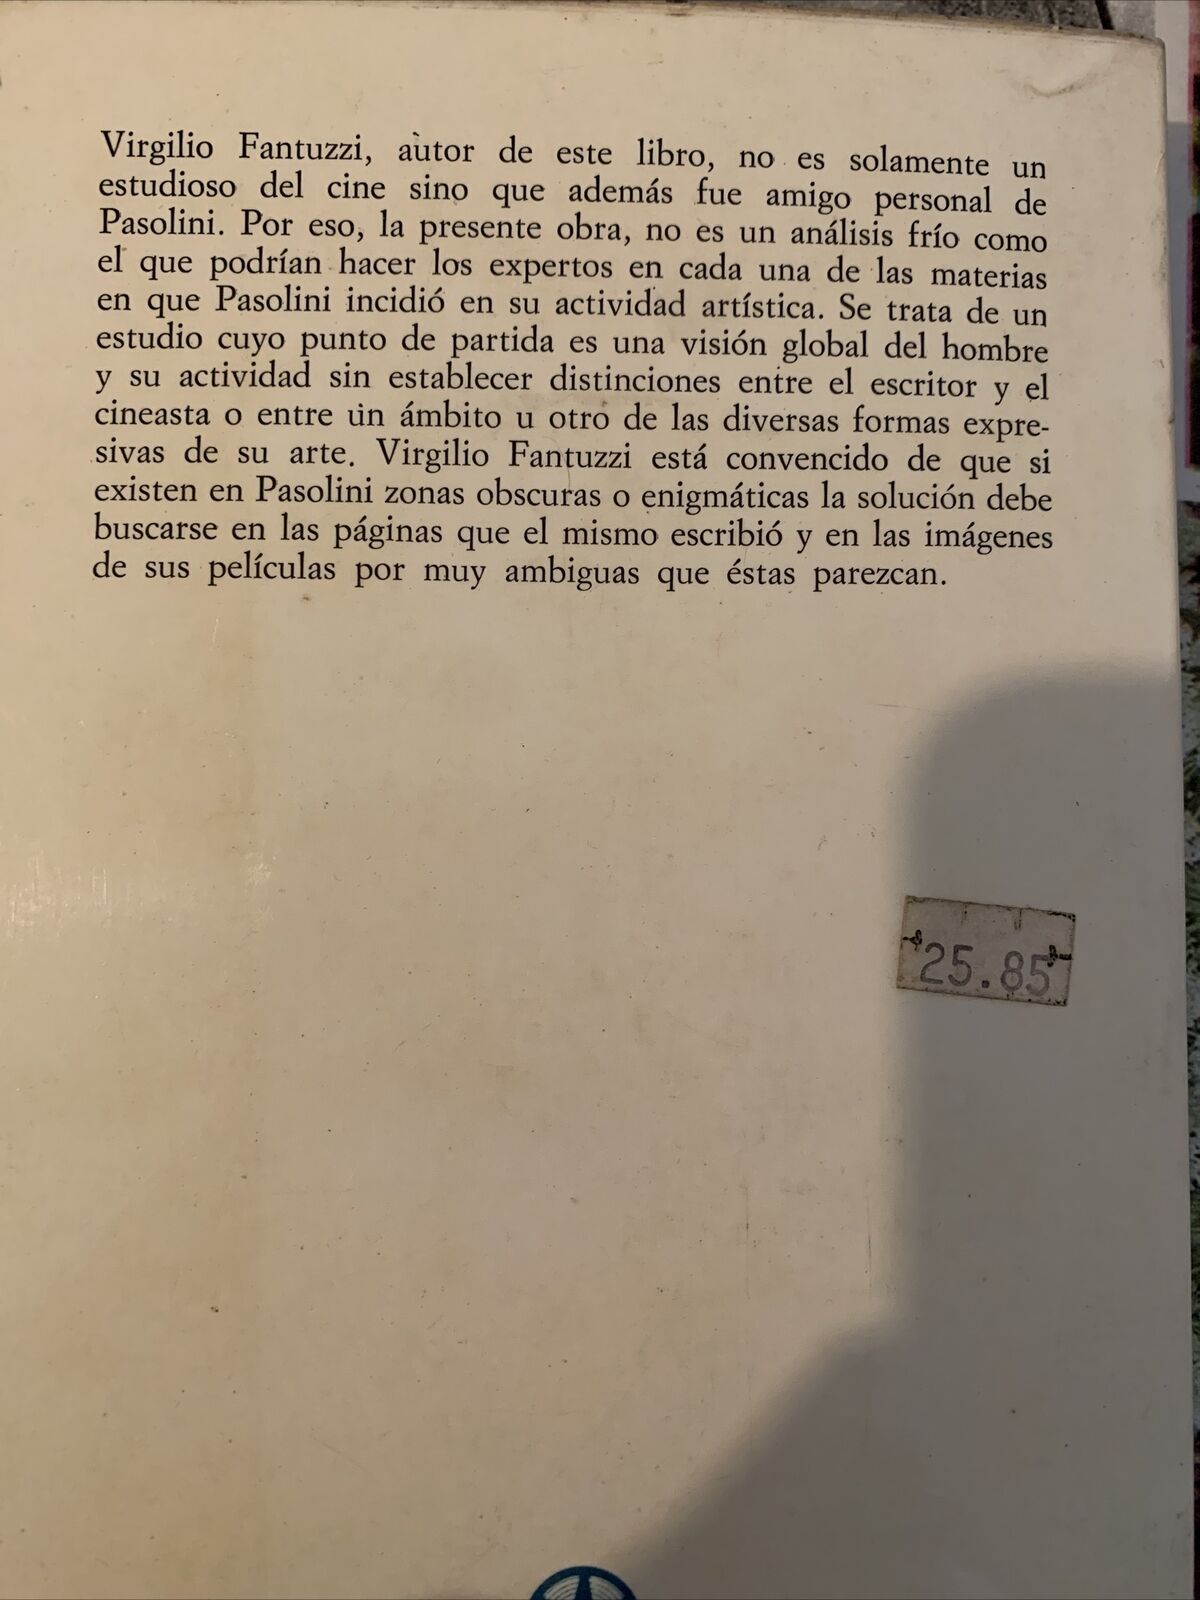 Virgilio Fantuzzi, autor de este libro, no es solamente un
estudioso del cine sino que además fue amigo personal de
Pasolini. Por eso, la presente obra, no es un análisis frío como
el que podrían hacer los expertos en cada una de las materias
en que Pasolini incidió en su actividad artística. Se trata de un
estudio cuyo punto de partida es una visión global del hombre
y su actividad sin establecer distinciones entre el escritor y el
cineasta o entre un ámbito u otro de las diversas formas expre-
sivas de su arte. Virgilio Fantuzzi está convencido de que si
existen en Pasolini zonas obscuras o enigmáticas la solución debe
buscarse en las páginas que el mismo escribió y en las imágenes
de sus películas por muy ambiguas que éstas parezcan.
25.85